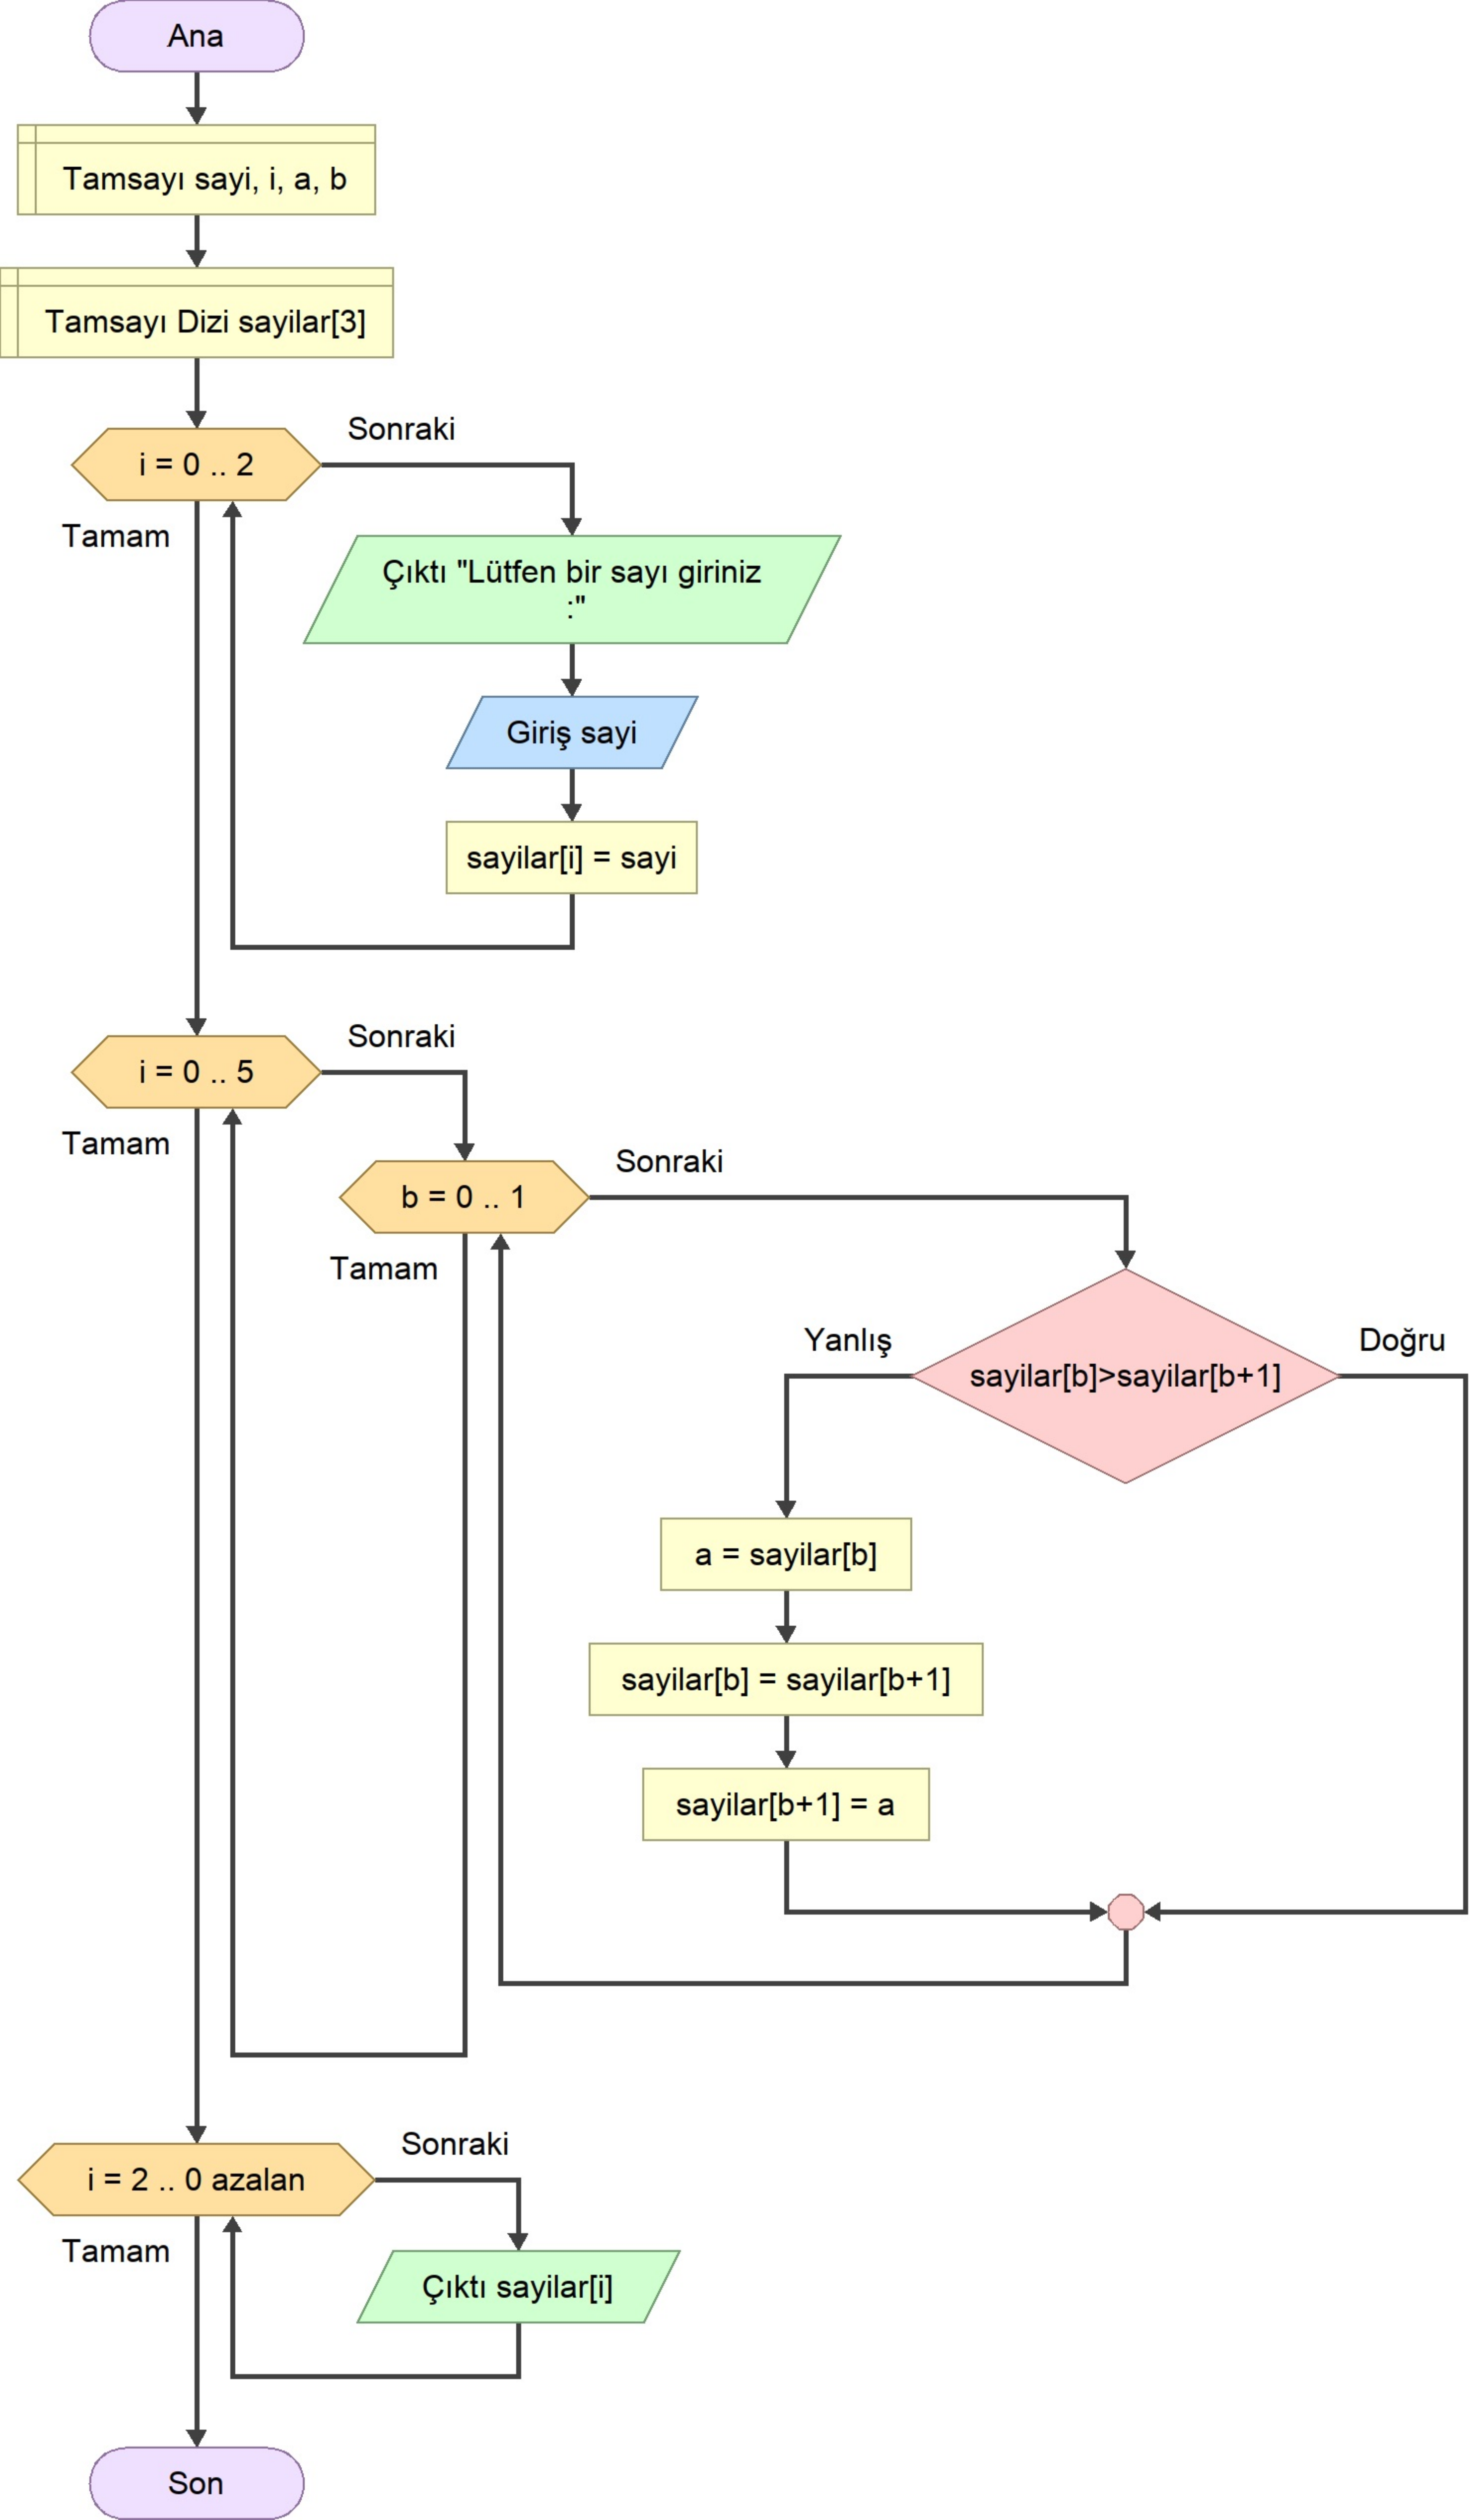 Ana
Tamsayı sayi, i, a, b
Tamsayı Dizi sayilar[3]
Sonraki
i = 0 .. 2
Tamam
Çıktı "Lütfen bir sayı giriniz
:"
Giriş sayi
sayilar[i] = sayi
Sonraki
i = 0 .. 5
Tamam
Sonraki
b = 0 .. 1
Tamam
Yanlış
Doğru
sayilar[b]>sayilar[b+1]
a = sayilar[b]
sayilar[b] = sayilar[b+1]
sayilar[b+1] = a
Sonraki
i = 2 .. 0 azalan
Tamam
Çıktı sayilar[i]
Son